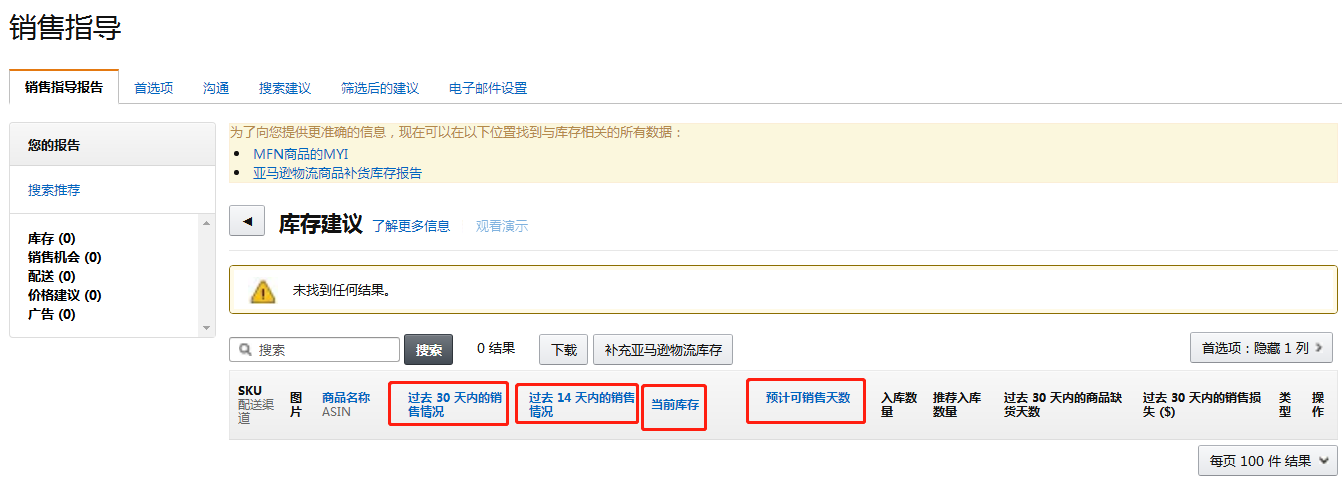 销售指导
销售指导报告 首选项 沟通 搜索建议 筛选后的建议 电子邮件设置
您的报告
搜索推荐
库存 (0)
销售机会 (0)
配送 (0)
价格建议 (0)
广告 (0)
为了向您提供更准确的信息，现在可以在以下位置找到与库存相关的所有数据：
MFN商品的MYI
亚马逊物流商品补货库存报告
库存建议 了解更多信息 观看演示
未找到任何结果。
搜索 搜索 0 结果 下载 补充亚马逊物流库存 首选项：隐藏 1 列
SKU
配送渠
道
图
片
商品名称
ASIN
过去 30 天内的销
售情况
过去 14 天内的销售
情况
当前库存
预计可销售天数
入库数
量
推荐入库
数量
过去 30 天内的商品缺
货天数
过去 30 天内的销售损
失 ($)
类
型
操
作
每页 100 件 结果